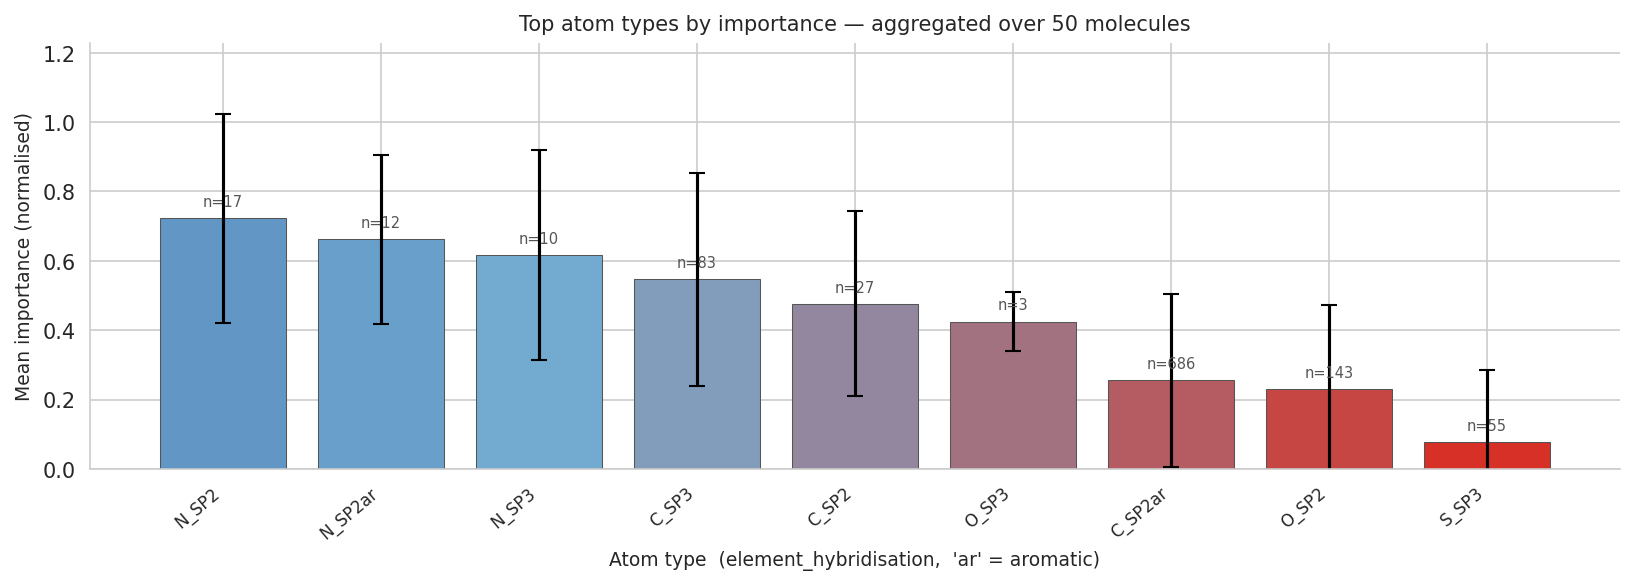 Top atom types by importance — aggregated over 50 molecules
Mean importance (normalised)
1.2
1.0
0.8
0.6
0.4
0.2
0.0
n=17
n=12
n=10
n=83
n=27
n=3
n=686
n=143
n=55
N_SP2
N_SP2ar
N_SP3
C_SP3
C_SP2
O_SP3
C_SP2ar
O_SP2
S_SP3
Atom type  (element_hybridisation,  'ar' = aromatic)